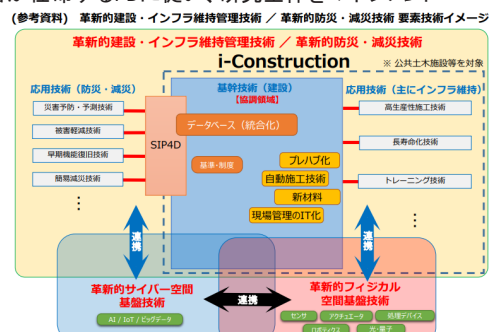 (参考資料) 革新的建設・インフラ維持管理技術 / 革新的防災・減災技術 要素技術イメージ
革新的建設・インフラ維持管理技術 / 革新的防災・減災技術
i-Construction
※ 公共土木施設等を対象
応用技術(防災・減災)
災害予防・予測技術
被害軽減技術
早期機能復旧技術
簡易減災技術
⋮
SIP4D
基幹技術(建設)
【協調領域】
データベース(統合化)
基準・制度
プレハブ化
自動施工技術
新材料
現場管理のIT化
応用技術(主にインフラ維持)
高生産性施工技術
長寿命化技術
トレーニング技術
⋮
連携
連携
革新的サイバー空間
基盤技術
AI / IoT / ビッグデータ
連携
革新的フィジカル
空間基盤技術
センサ
アクチュエータ
処理デバイス
ロボティクス
光・量子